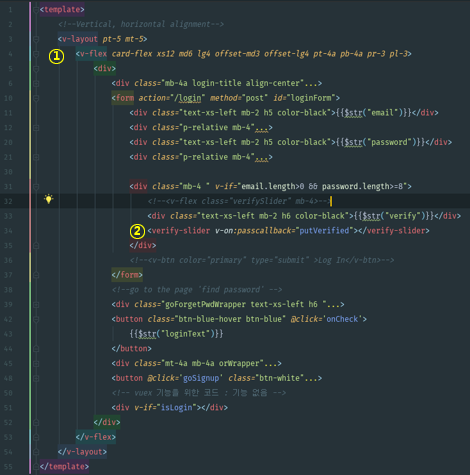 1 <template>
2 <!--Vertical, horizontal alignment-->
3 <v-layout pt-5 mt-5>
① 4 <v-flex card-flex xs12 md6 lg4 offset-md3 offset-lg4 pt-4a pb-4a pr-3 pl-3>
5 <div>
6 <div class="mb-4a login-title align-center"...>
10 <form action="/login" method="post" id="loginForm">
11 <div class="text-xs-left mb-2 h5 color-black">{{$str("email")}}</div>
12 <div class="p-relative mb-4"...>
20 <div class="text-xs-left mb-2 h5 color-black">{{$str("password")}}</div>
21 <div class="p-relative mb-4"...>
30
31 <div class="mb-4 " v-if="email.length>0 && password.length>=8">
32 <!--<v-flex class="verifySlider" mb-4>-->
33 <div class="text-xs-left mb-2 h6 color-black">{{$str("verify")}}</div>
34 ② <verify-slider v-on:passcallback="putVerified"></verify-slider>
35 </div>
36 <!--<v-btn color="primary" type="submit" >Log In</v-btn>-->
37 </form>
38 <!--go to the page 'find password' -->
39 <div class="goForgetPwdWrapper text-xs-left h6 "...>
42 <button class="btn-blue-hover btn-blue" @click='onCheck'>
43 {{$str("loginText")}}
44 </button>
45 <div class="mt-4a mb-4a orWrapper"...>
48 <button @click='goSignup' class="btn-white"...>
50 <!-- vuex 기능를 위한 코드 : 기능 없음 -->
51 <div v-if="isLogin"></div>
52 </div>
53 </v-flex>
54 </v-layout>
55 </template>